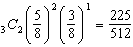 ₃C₂(5/8)²(3/8)¹ = 225/512